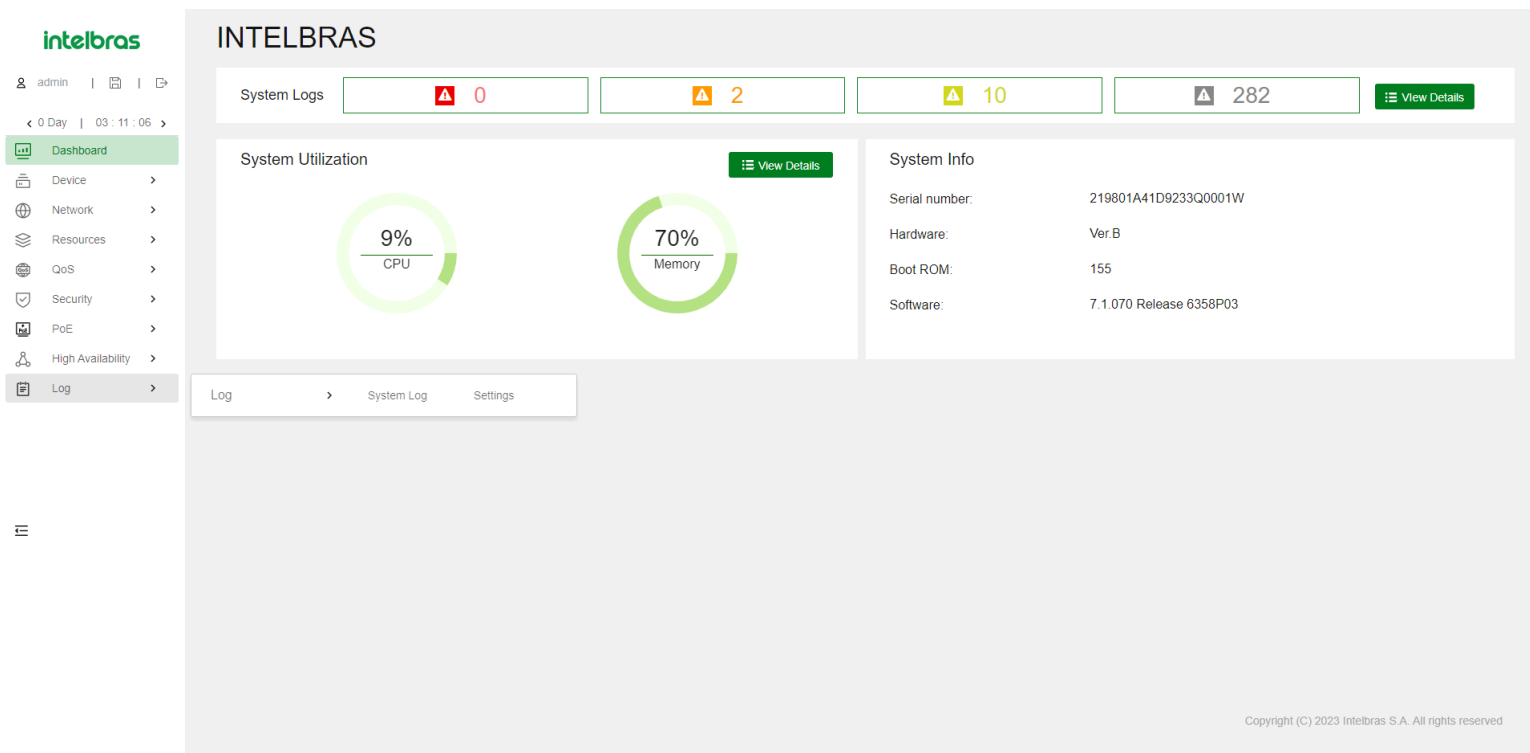 intelbras
admin | |
0 Day | 03 : 11 : 06
Dashboard
Device
Network
Resources
QoS
Security
PoE
High Availability
Log
INTELBRAS
System Logs 0 2 10 282 View Details
System Utilization View Details
9%
CPU
70%
Memory
System Info
Serial number: 219801A41D9233Q0001W
Hardware: Ver.B
Boot ROM: 155
Software: 7.1.070 Release 6358P03
Log System Log Settings
Copyright (C) 2023 Intelbras S.A. All rights reserved